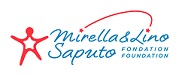 Mirella & Lino
Saputo FONDATION
FOUNDATION